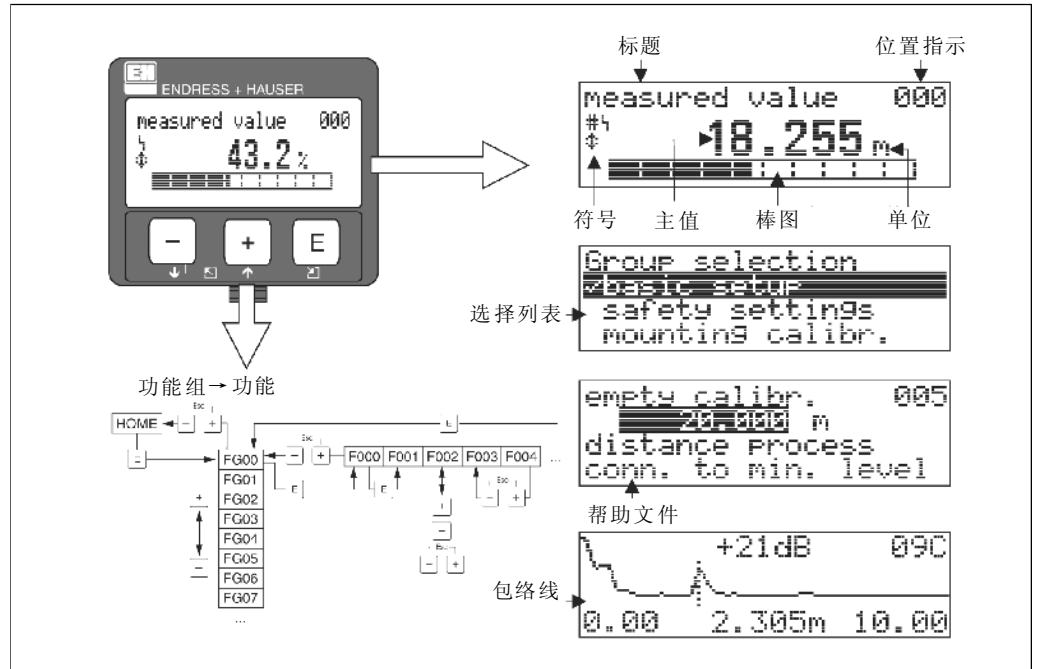 标题
位置指示
ENDRESS + HAUSER
measured value 000
43.2 %
- + E
measured value 000
18.255 m
符号
主值
棒图
单位
Group selection
basic setup
safety settings
mounting calibr.
选择列表
empty calibr. 005
20.000 m
distance process
conn. to min. level
帮助文件
+21dB 09C
0.00 2.305m 10.00
包络线
功能组→功能
HOME
Esc
- +
E
Esc
- +
E
FG00
FG01
FG02
FG03
FG04
FG05
FG06
FG07
...
+
-
E
F000 F001 F002 F003 F004 ...
E
Esc
- +
+
-
Esc
- +